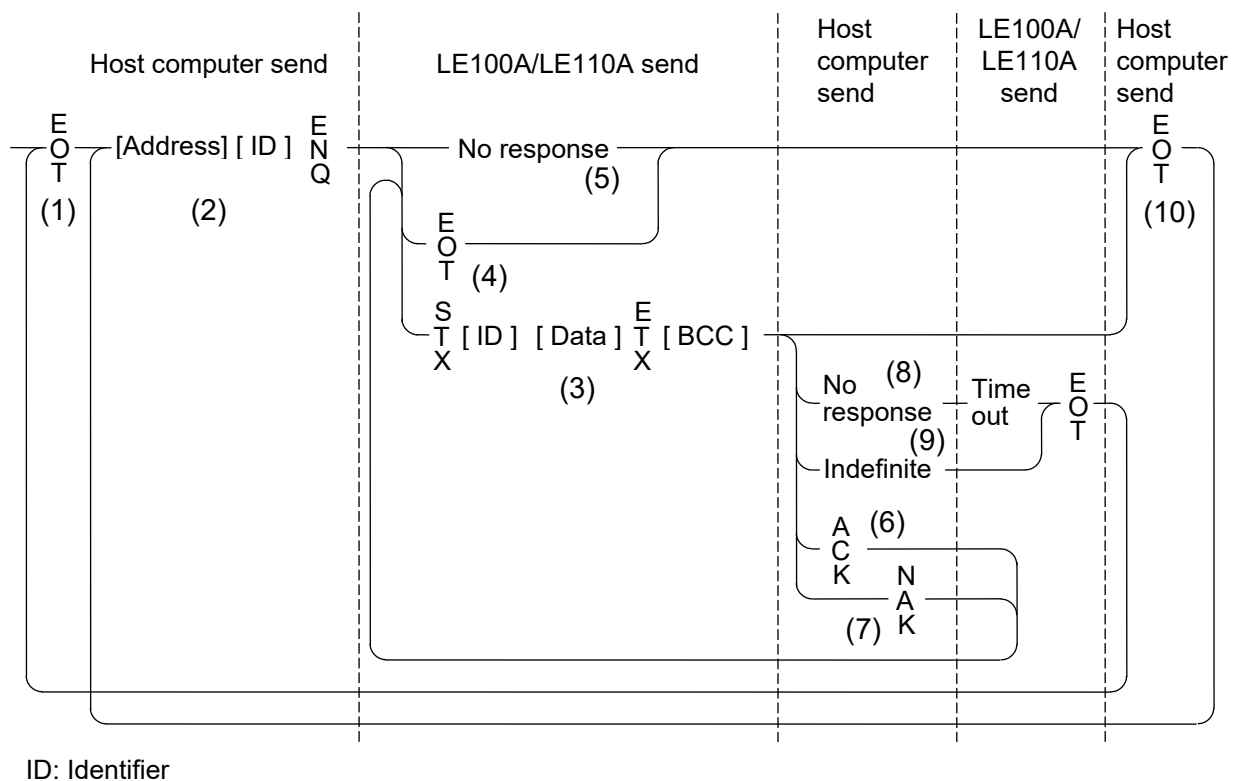 Host computer send
LE100A/LE110A send
Host
computer
send
LE100A/
LE110A
send
Host
computer
send
EOT
(1)
[Address] [ ID ]
ENQ
(2)
No response
(5)
EOT
(4)
STX
[ ID ] [ Data ]
ETX
[ BCC ]
(3)
No
response
(8)
Time
out
EOT
(9)
Indefinite
ACK
(6)
NAK
(7)
EOT
(10)
ID: Identifier